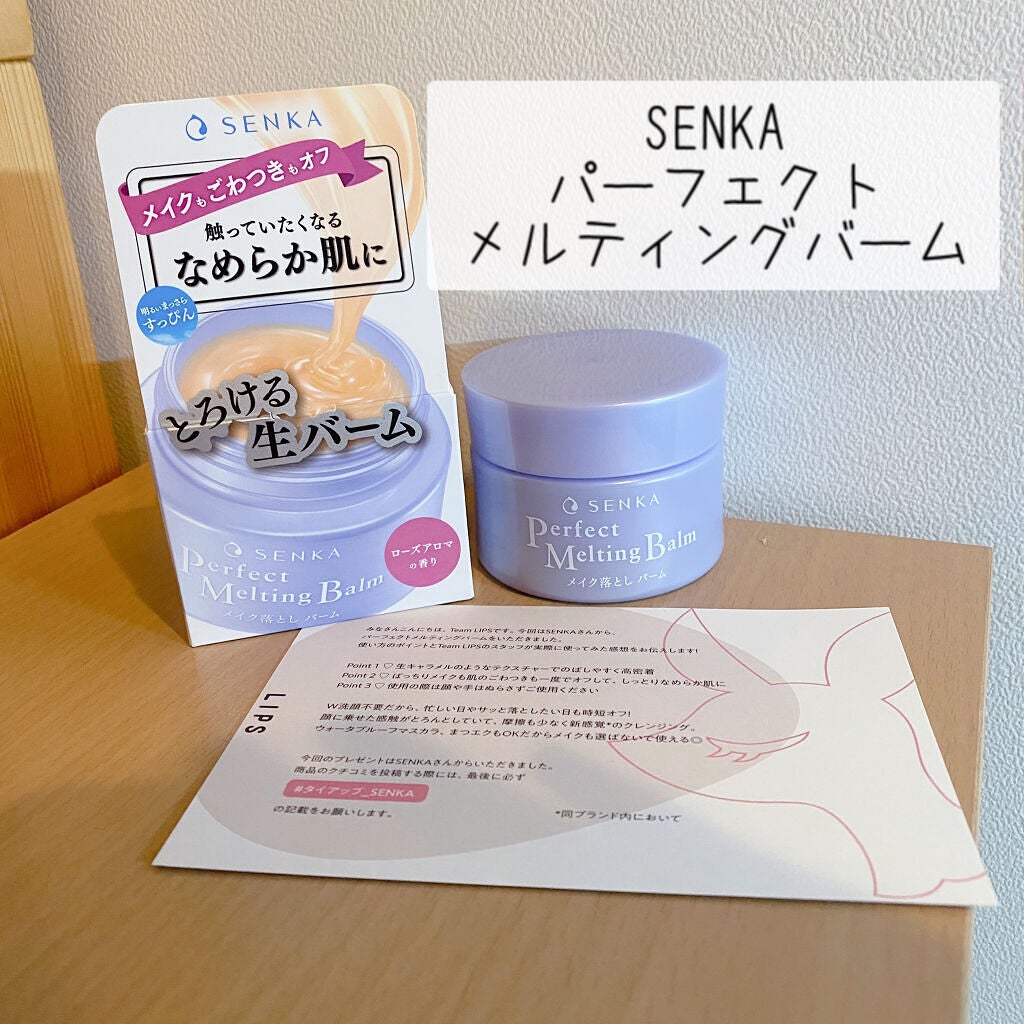 SENKA
パーフェクト
メルティングバーム
SENKA
メイクもごわつきもオフ
触っていたくなる
なめらか肌に
明るいまっさら
すっぴん
とろける
生バーム
SENKA
Perfect
Melting Balm
メイク落とし バーム
ローズアロマ
の香り
SENKA
Perfect
Melting Balm
メイク落とし バーム
LIPS
みなさんこんにちは、Team LIPSです。今回はSENKAさんから、
パーフェクトメルティングバームをいただきました。
使い方のポイントとTeam LIPSのスタッフが実際に使ってみた感想をお伝えします!
Point 1 ♡ 生キャラメルのようなテクスチャーでのばしやすく高密着
Point 2 ♡ ばっちりメイクも肌のごわつきも一度でオフして、しっとりなめらか肌に
Point 3 ♡ 使用の際は顔や手はぬらさずご使用ください
W洗顔不要だから、忙しい日やサッと落としたい日も時短オフ!
顔に乗せた感触がとろんとしていて、摩擦も少なく新感覚*のクレンジング。
ウォータプルーフマスカラ、まつエクもOKだからメイクも選ばないで使える◎
今回のプレゼントはSENKAさんからいただきました。
商品のクチコミを投稿する際には、最後に必ず
#タイアップ_SENKA
の記載をお願いします。
*同ブランド内において